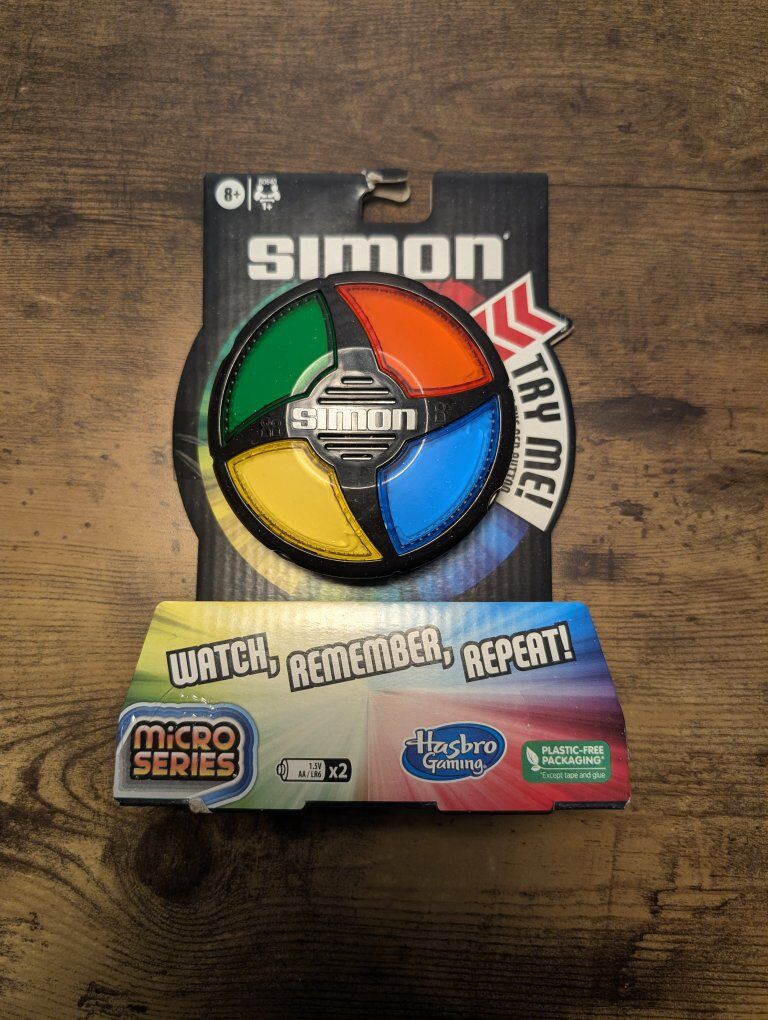 8+
1+
SIMON
TRY ME!
SIMON
WATCH, REMEMBER, REPEAT!
MICRO
SERIES
1.5V
AA / LR6
x2
Hasbro
Gaming
PLASTIC-FREE
PACKAGING*
*Except tape and glue